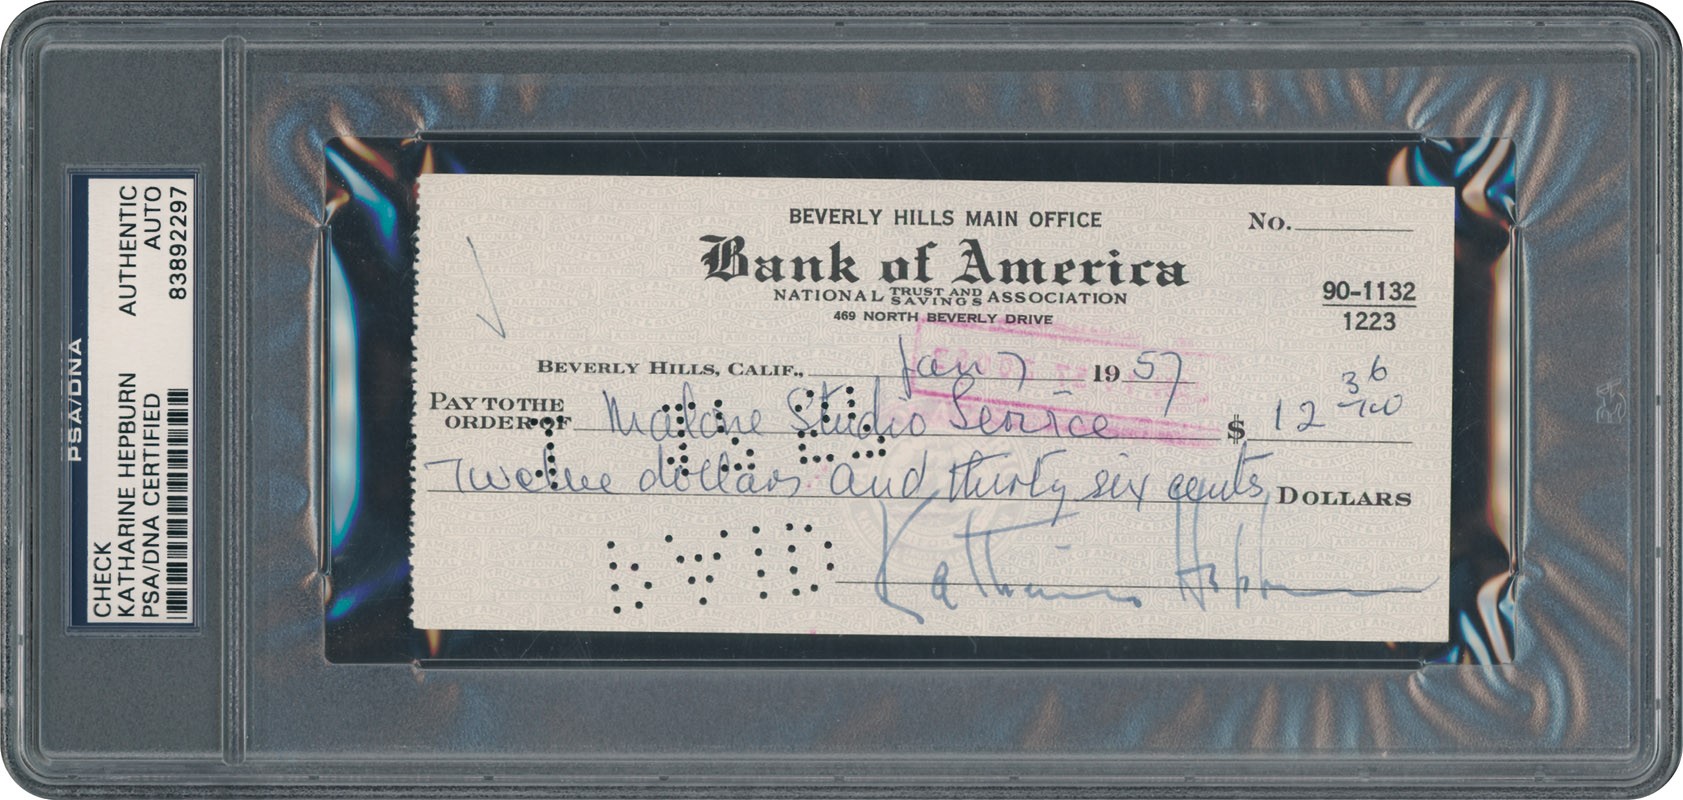 PSA/DNA
CHECK AUTHENTIC
KATHARINE HEPBURN AUTO
PSA/DNA CERTIFIED 83892297
BEVERLY HILLS MAIN OFFICE
No.
Bank of America
NATIONAL TRUST AND SAVINGS ASSOCIATION
469 NORTH BEVERLY DRIVE
90-1132
1223
BEVERLY HILLS, CALIF., Jan 7 1957
PAY TO THE
ORDER OF Malone Studio Service $ 12 36/100
Twelve dollars and thirty six cents DOLLARS
Katharine Hepburn